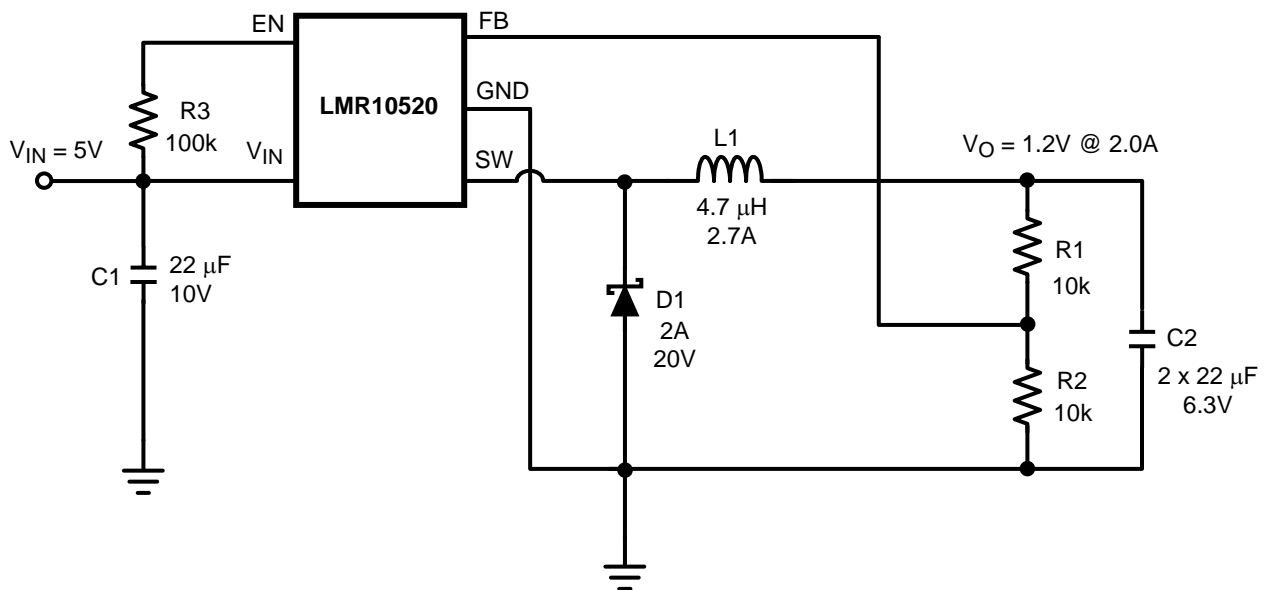 EN
FB
R3
100k
LMR10520
GND
L1
V_O = 1.2V @ 2.0A
V_IN = 5V
V_IN
SW
4.7 μH
2.7A
R1
10k
C1
22 μF
10V
D1
2A
20V
C2
2 x 22 μF
6.3V
R2
10k